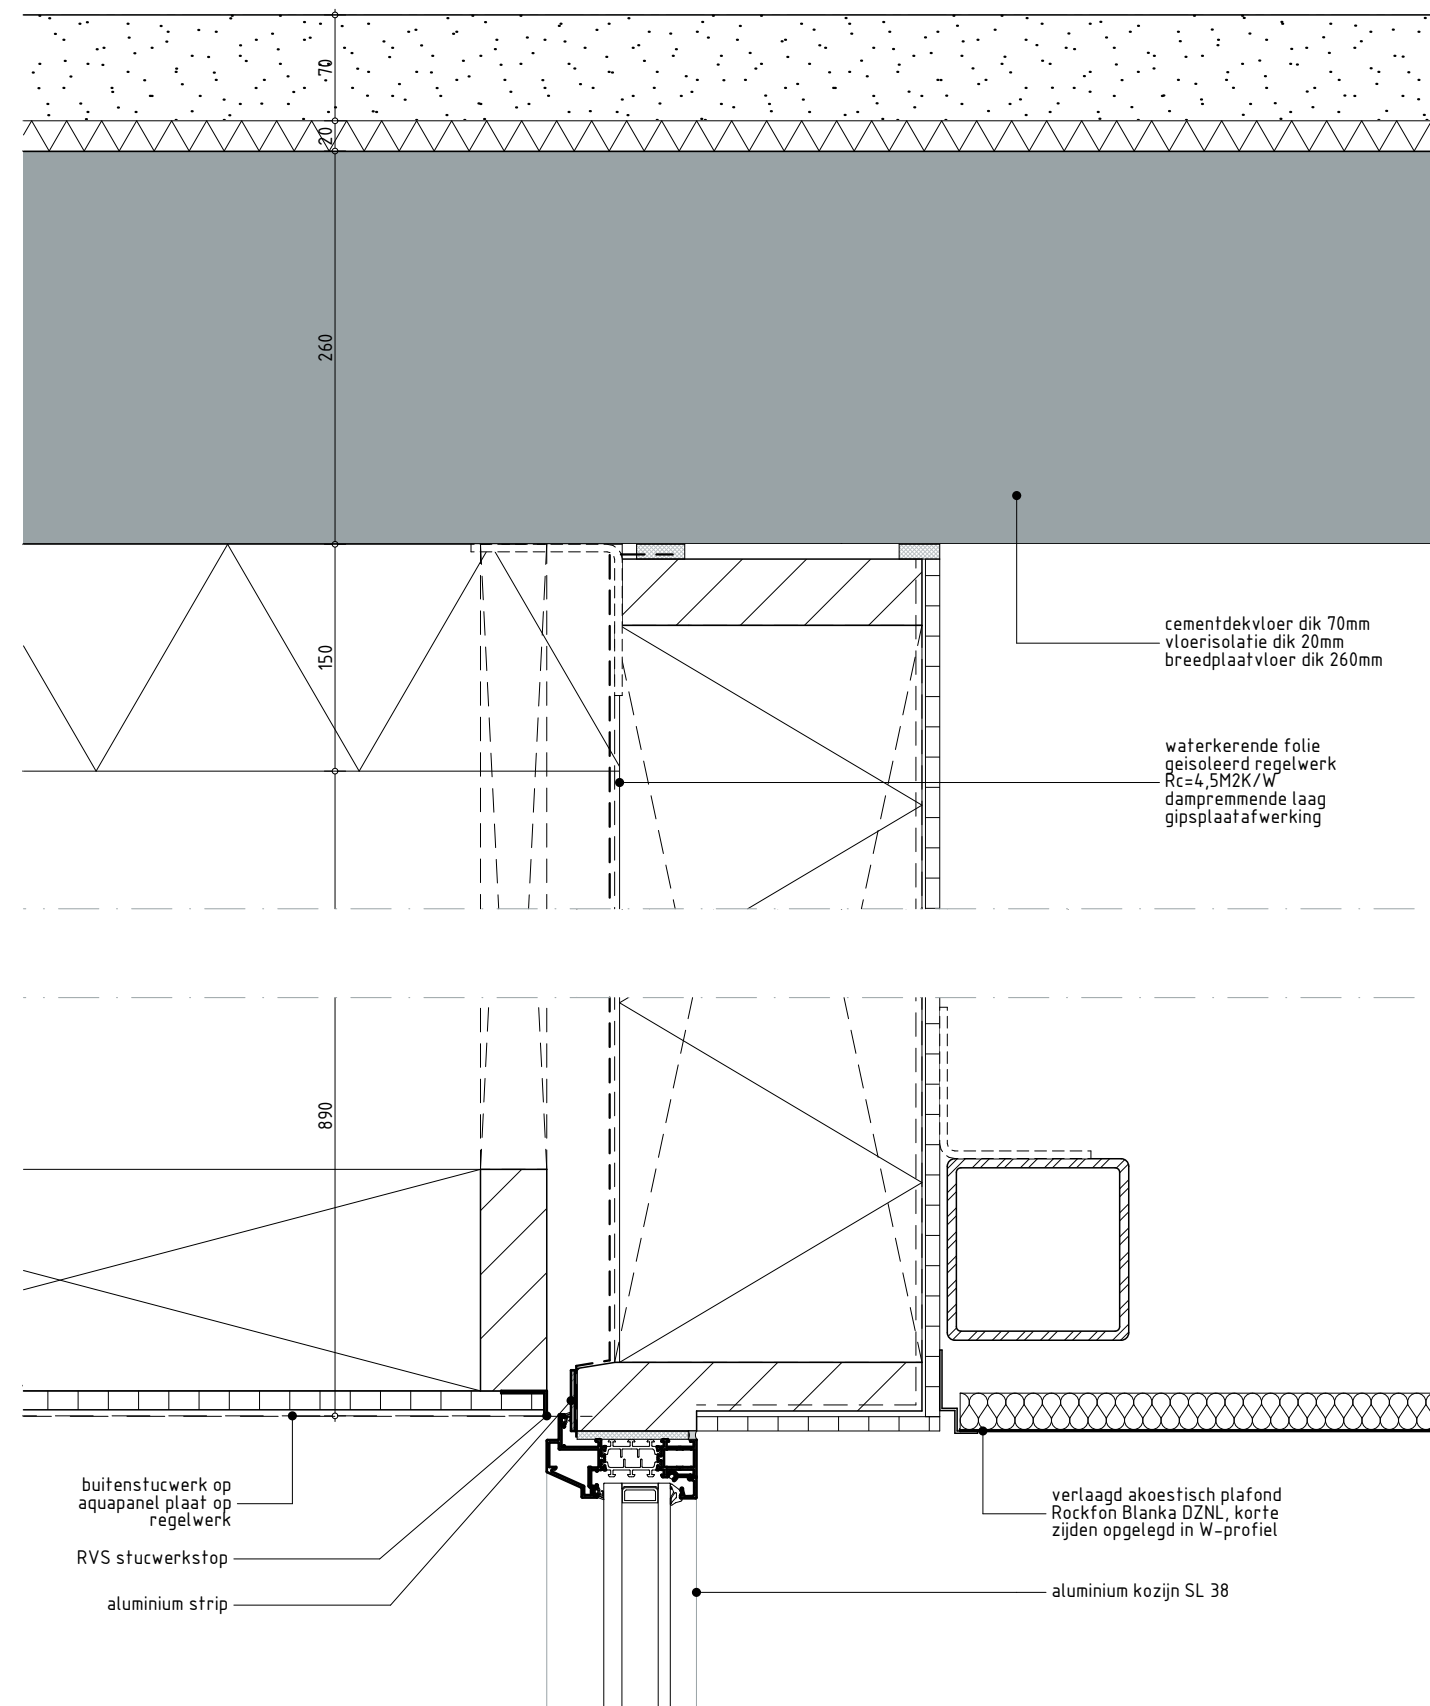 70
20
260
150
cementdekvloer dik 70mm
vloerisolatie dik 20mm
breedplaatvloer dik 260mm
waterkerende folie
geisoleerd regelwerk
Rc=4,5M2K/W
dampremmende laag
gipsplaatafwerking
890
buitenstucwerk op
aquapanel plaat op
regelwerk
RVS stucwerkstop
aluminium strip
verlaagd akoestisch plafond
Rockfon Blanka DZNL, korte
zijden opgelegd in W-profiel
aluminium kozijn SL 38